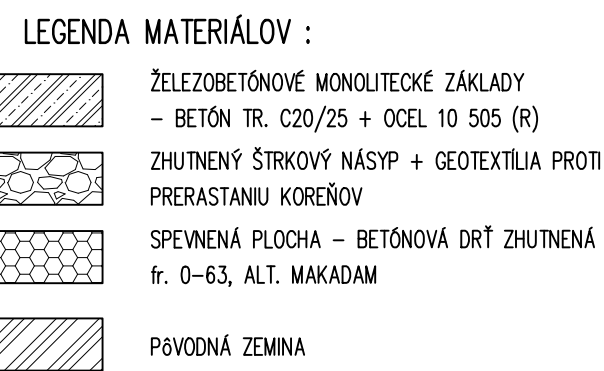 LEGENDA MATERIÁLOV :
ŽELEZOBETÓNOVÉ MONOLITECKÉ ZÁKLADY
– BETÓN TR. C20/25 + OCEL 10 505 (R)
ZHUTNENÝ ŠTRKOVÝ NÁSYP + GEOTEXTÍLIA PROTI
PRERASTANIU KOREŇOV
SPEVNENÁ PLOCHA – BETÓNOVÁ DRŤ ZHUTNENÁ
fr. 0–63, ALT. MAKADAM
PôVODNÁ ZEMINA